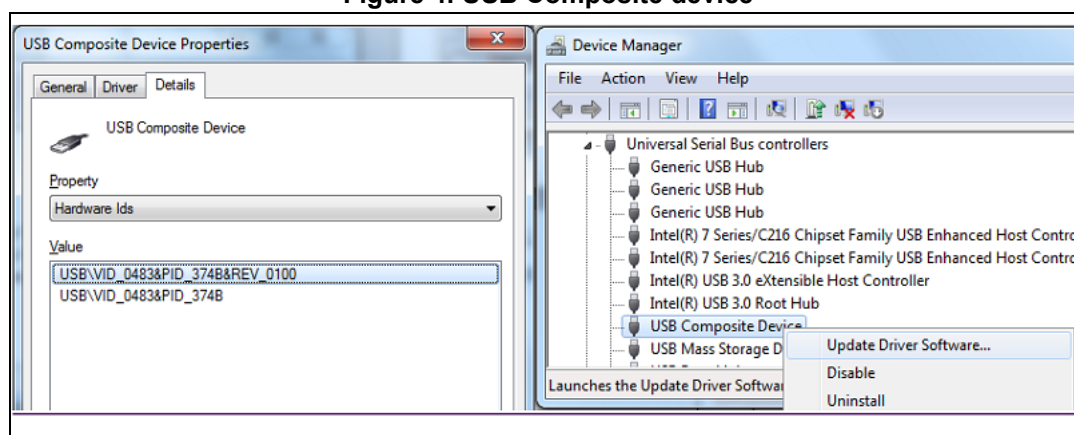 USB Composite Device Properties
General Driver Details
USB Composite Device
Property
Hardware Ids
Value
USB\VID_0483&PID_374B&REV_0100
USB\VID_0483&PID_374B
Device Manager
File Action View Help
Universal Serial Bus controllers
Generic USB Hub
Generic USB Hub
Generic USB Hub
Intel(R) 7 Series/C216 Chipset Family USB Enhanced Host Contro
Intel(R) 7 Series/C216 Chipset Family USB Enhanced Host Contro
Intel(R) USB 3.0 eXtensible Host Controller
Intel(R) USB 3.0 Root Hub
USB Composite Device
USB Mass Storage D
Launches the Update Driver Softwa
Update Driver Software...
Disable
Uninstall